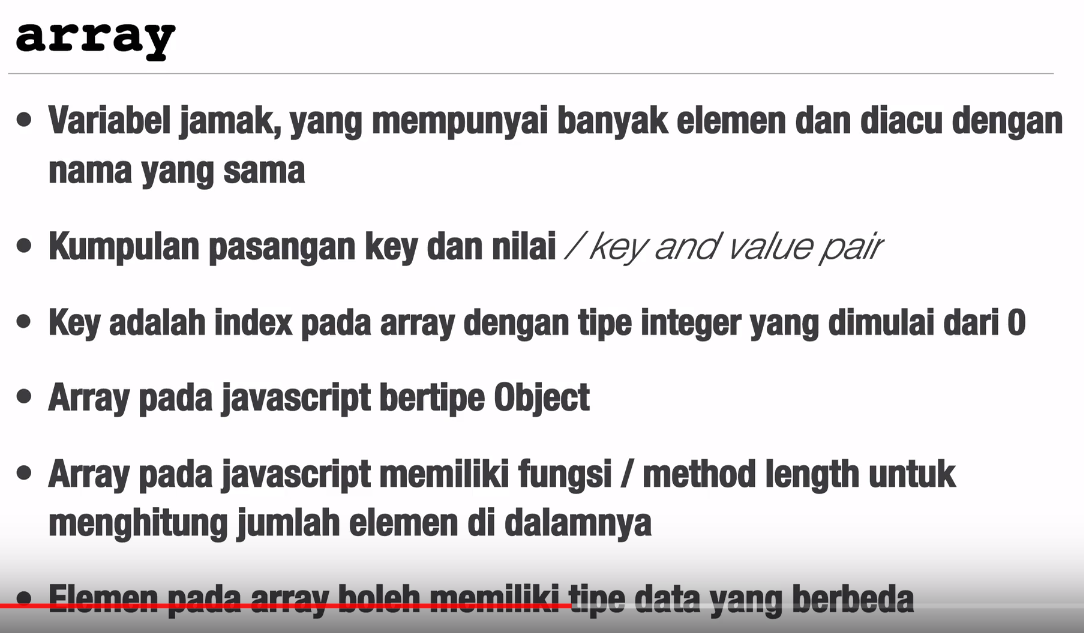 array
• Variabel jamak, yang mempunyai banyak elemen dan diacu dengan
nama yang sama
• Kumpulan pasangan key dan nilai / key and value pair
• Key adalah index pada array dengan tipe integer yang dimulai dari 0
• Array pada javascript bertipe Object
• Array pada javascript memiliki fungsi / method length untuk
menghitung jumlah elemen di dalamnya
• Elemen pada array boleh memiliki tipe data yang berbeda